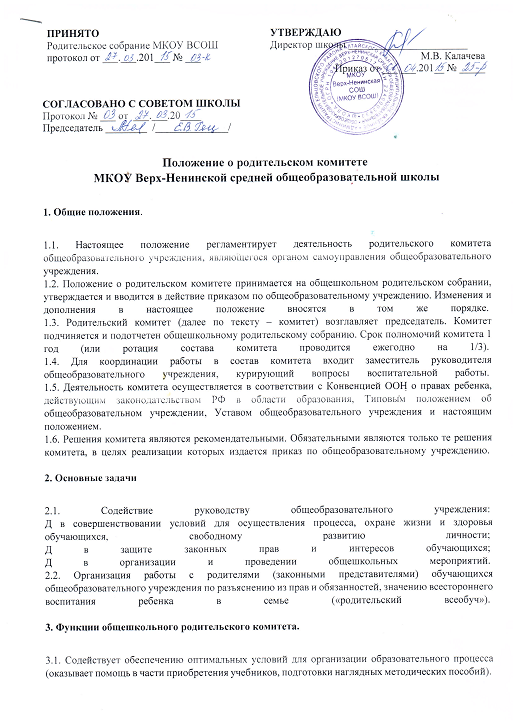 ПРИНЯТО
Родительское собрание МКОУ ВСОШ
протокол от 27.03.2015 № 03-к
УТВЕРЖДАЮ
Директор школы
М.В. Калачева
Приказ от 04.2015 № 25-р
МКОУ
Верх-Ненинская
СОШ
(МКОУ ВСОШ)
СОГЛАСОВАНО С СОВЕТОМ ШКОЛЫ
Протокол № 03 от 27.03.2015
Председатель
Положение о родительском комитете
МКОУ Верх-Ненинской средней общеобразовательной школы
1. Общие положения.
1.1. Настоящее положение регламентирует деятельность родительского комитета
общеобразовательного учреждения, являющегося органом самоуправления общеобразовательного
учреждения.
1.2. Положение о родительском комитете принимается на общешкольном родительском собрании,
утверждается и вводится в действие приказом по общеобразовательному учреждению. Изменения и
дополнения в настоящее положение вносятся в том же порядке.
1.3. Родительский комитет (далее по тексту – комитет) возглавляет председатель. Комитет
подчиняется и подотчетен общешкольному родительскому собранию. Срок полномочий комитета 1
год (или ротация состава комитета проводится ежегодно на 1/3).
1.4. Для координации работы в состав комитета входит заместитель руководителя
общеобразовательного учреждения, курирующий вопросы воспитательной работы.
1.5. Деятельность комитета осуществляется в соответствии с Конвенцией ООН о правах ребенка,
действующим законодательством РФ в области образования, Типовым положением об
общеобразовательном учреждении, Уставом общеобразовательного учреждения и настоящим
положением.
1.6. Решения комитета являются рекомендательными. Обязательными являются только те решения
комитета, в целях реализации которых издается приказ по общеобразовательному учреждению.
2. Основные задачи
2.1. Содействие руководству общеобразовательного учреждения:
Д в совершенствовании условий для осуществления процесса, охране жизни и здоровья
обучающихся, свободному развитию личности;
Д в защите законных прав и интересов обучающихся;
Д в организации и проведении общешкольных мероприятий.
2.2. Организация работы с родителями (законными представителями) обучающихся
общеобразовательного учреждения по разъяснению из прав и обязанностей, значению всестороннего
воспитания ребенка в семье («родительский всеобуч»).
3. Функции общешкольного родительского комитета.
3.1. Содействует обеспечению оптимальных условий для организации образовательного процесса
(оказывает помощь в части приобретения учебников, подготовки наглядных методических пособий).